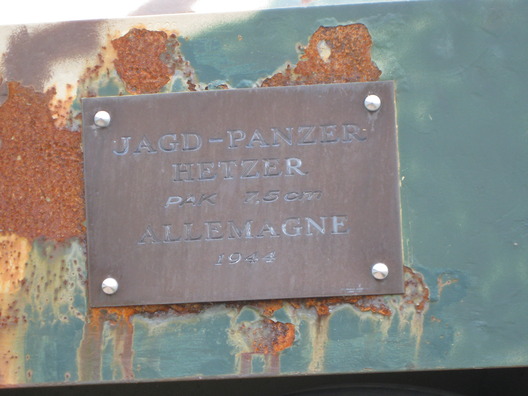 JAGD-PANZER
HETZER
PAK 7.5 cm
ALLEMAGNE
1944